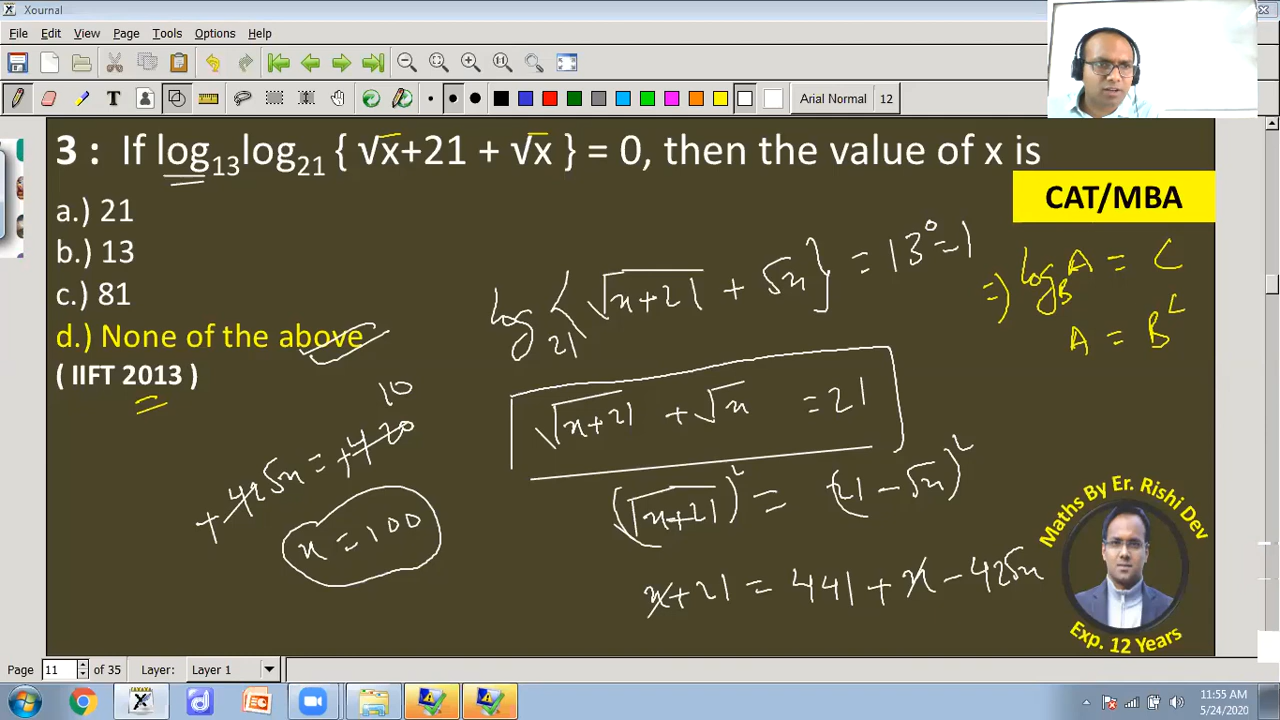 Xournal
File Edit View Page Tools Options Help
Arial Normal 12
3 : If log13log21 { √x+21 + √x } = 0, then the value of x is
CAT/MBA
a.) 21
b.) 13
c.) 81
d.) None of the above
( IIFT 2013 )
log21 { √x+21 + √x } = 13⁰ = 1
⇒) logB A = C
A = B^C
√x+21 + √x = 21
(√x+21)² = (21 - √x)²
x+21 = 441 + x - 42√x
+42√x = +420
10
x = 100
Maths By Er. Rishi Dev
Exp. 12 Years
Page 11 of 35 Layer: Layer 1
11:55 AM
5/24/2020